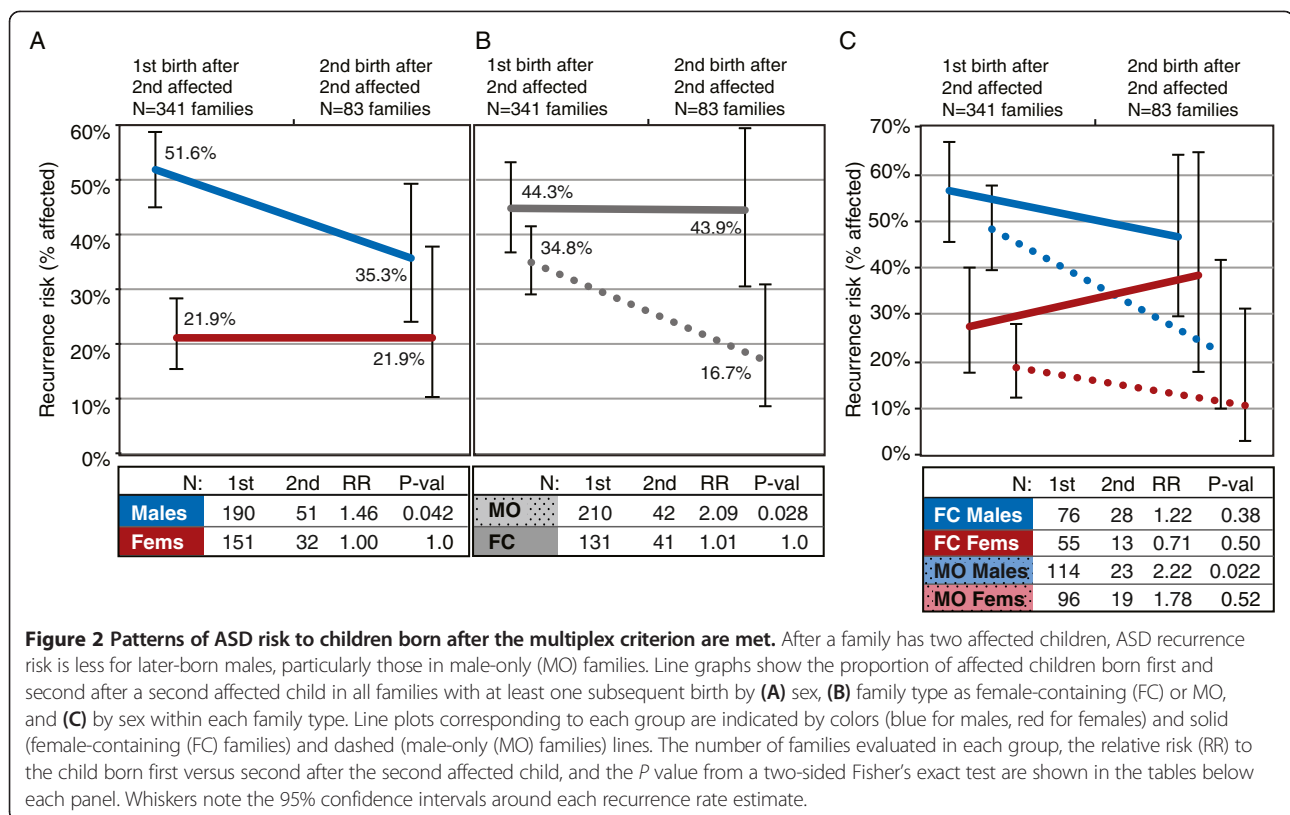 A
1st birth after
2nd affected
N=341 families
2nd birth after
2nd affected
N=83 families
Recurrence risk (% affected)
60%
50%
40%
30%
20%
10%
0%
51.6%
35.3%
21.9%
21.9%
N: 1st 2nd RR P-val
Males 190 51 1.46 0.042
Fems 151 32 1.00 1.0
B
1st birth after
2nd affected
N=341 families
2nd birth after
2nd affected
N=83 families
44.3%
43.9%
34.8%
16.7%
N: 1st 2nd RR P-val
MO 210 42 2.09 0.028
FC 131 41 1.01 1.0
C
1st birth after
2nd affected
N=341 families
2nd birth after
2nd affected
N=83 families
Recurrence risk (% affected)
70%
60%
50%
40%
30%
20%
10%
0%
N: 1st 2nd RR P-val
FC Males 76 28 1.22 0.38
FC Fems 55 13 0.71 0.50
MO Males 114 23 2.22 0.022
MO Fems 96 19 1.78 0.52
Figure 2 Patterns of ASD risk to children born after the multiplex criterion are met. After a family has two affected children, ASD recurrence
risk is less for later-born males, particularly those in male-only (MO) families. Line graphs show the proportion of affected children born first and
second after a second affected child in all families with at least one subsequent birth by (A) sex, (B) family type as female-containing (FC) or MO,
and (C) by sex within each family type. Line plots corresponding to each group are indicated by colors (blue for males, red for females) and solid
(female-containing (FC) families) and dashed (male-only (MO) families) lines. The number of families evaluated in each group, the relative risk (RR) to
the child born first versus second after the second affected child, and the P value from a two-sided Fisher's exact test are shown in the tables below
each panel. Whiskers note the 95% confidence intervals around each recurrence rate estimate.